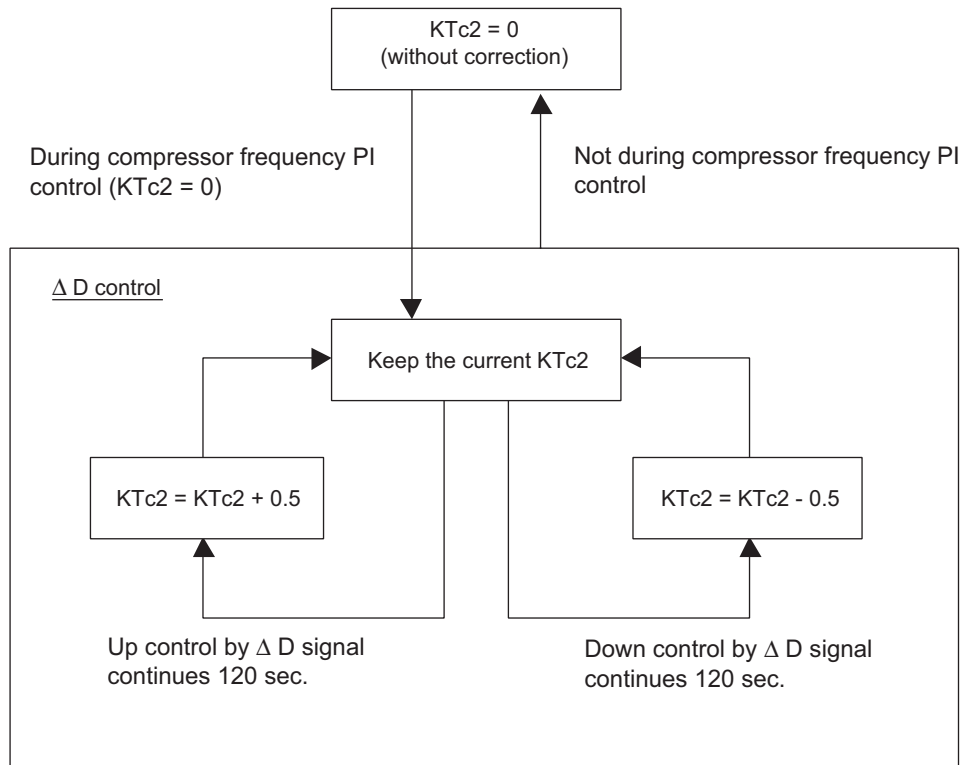 KTc2 = 0
(without correction)
During compressor frequency PI
control (KTc2 = 0)
Not during compressor frequency PI
control
Δ D control
Keep the current KTc2
KTc2 = KTc2 + 0.5
KTc2 = KTc2 - 0.5
Up control by Δ D signal
continues 120 sec.
Down control by Δ D signal
continues 120 sec.